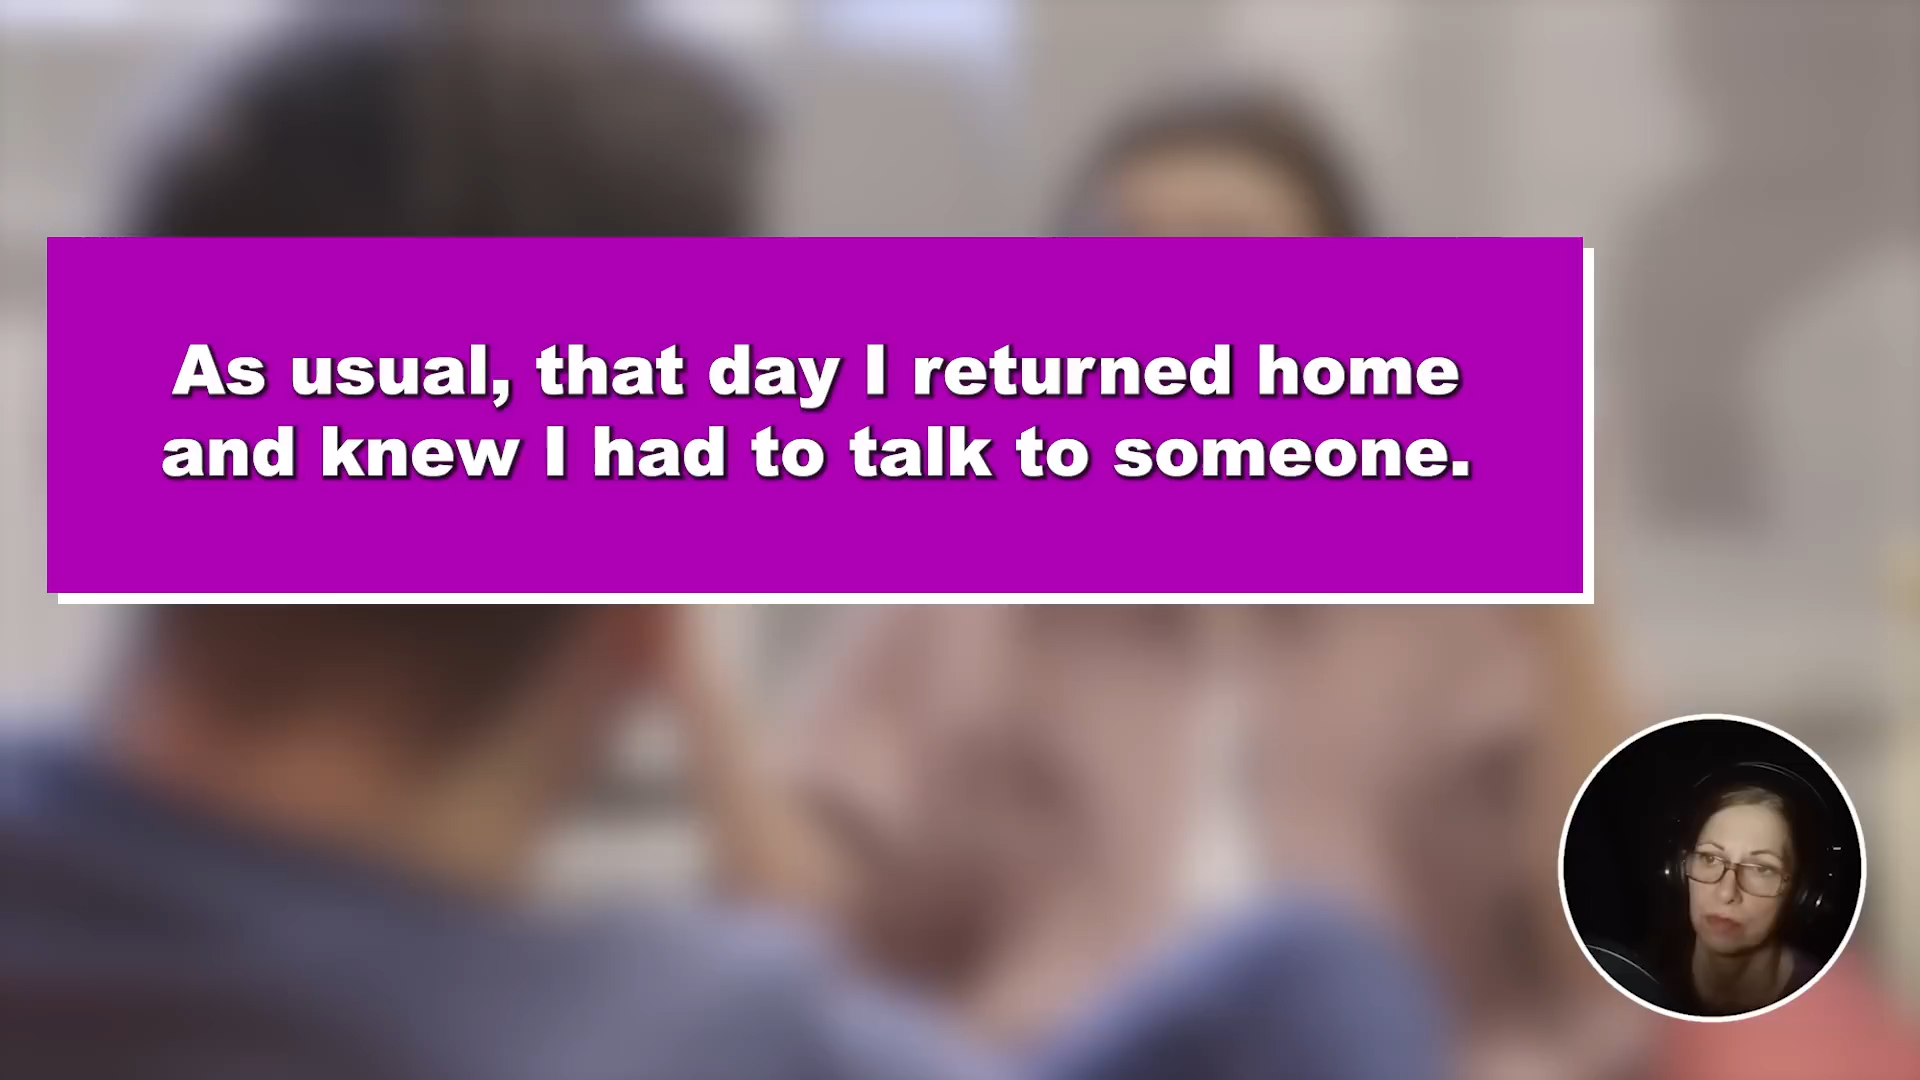 As usual, that day I returned home
and knew I had to talk to someone.